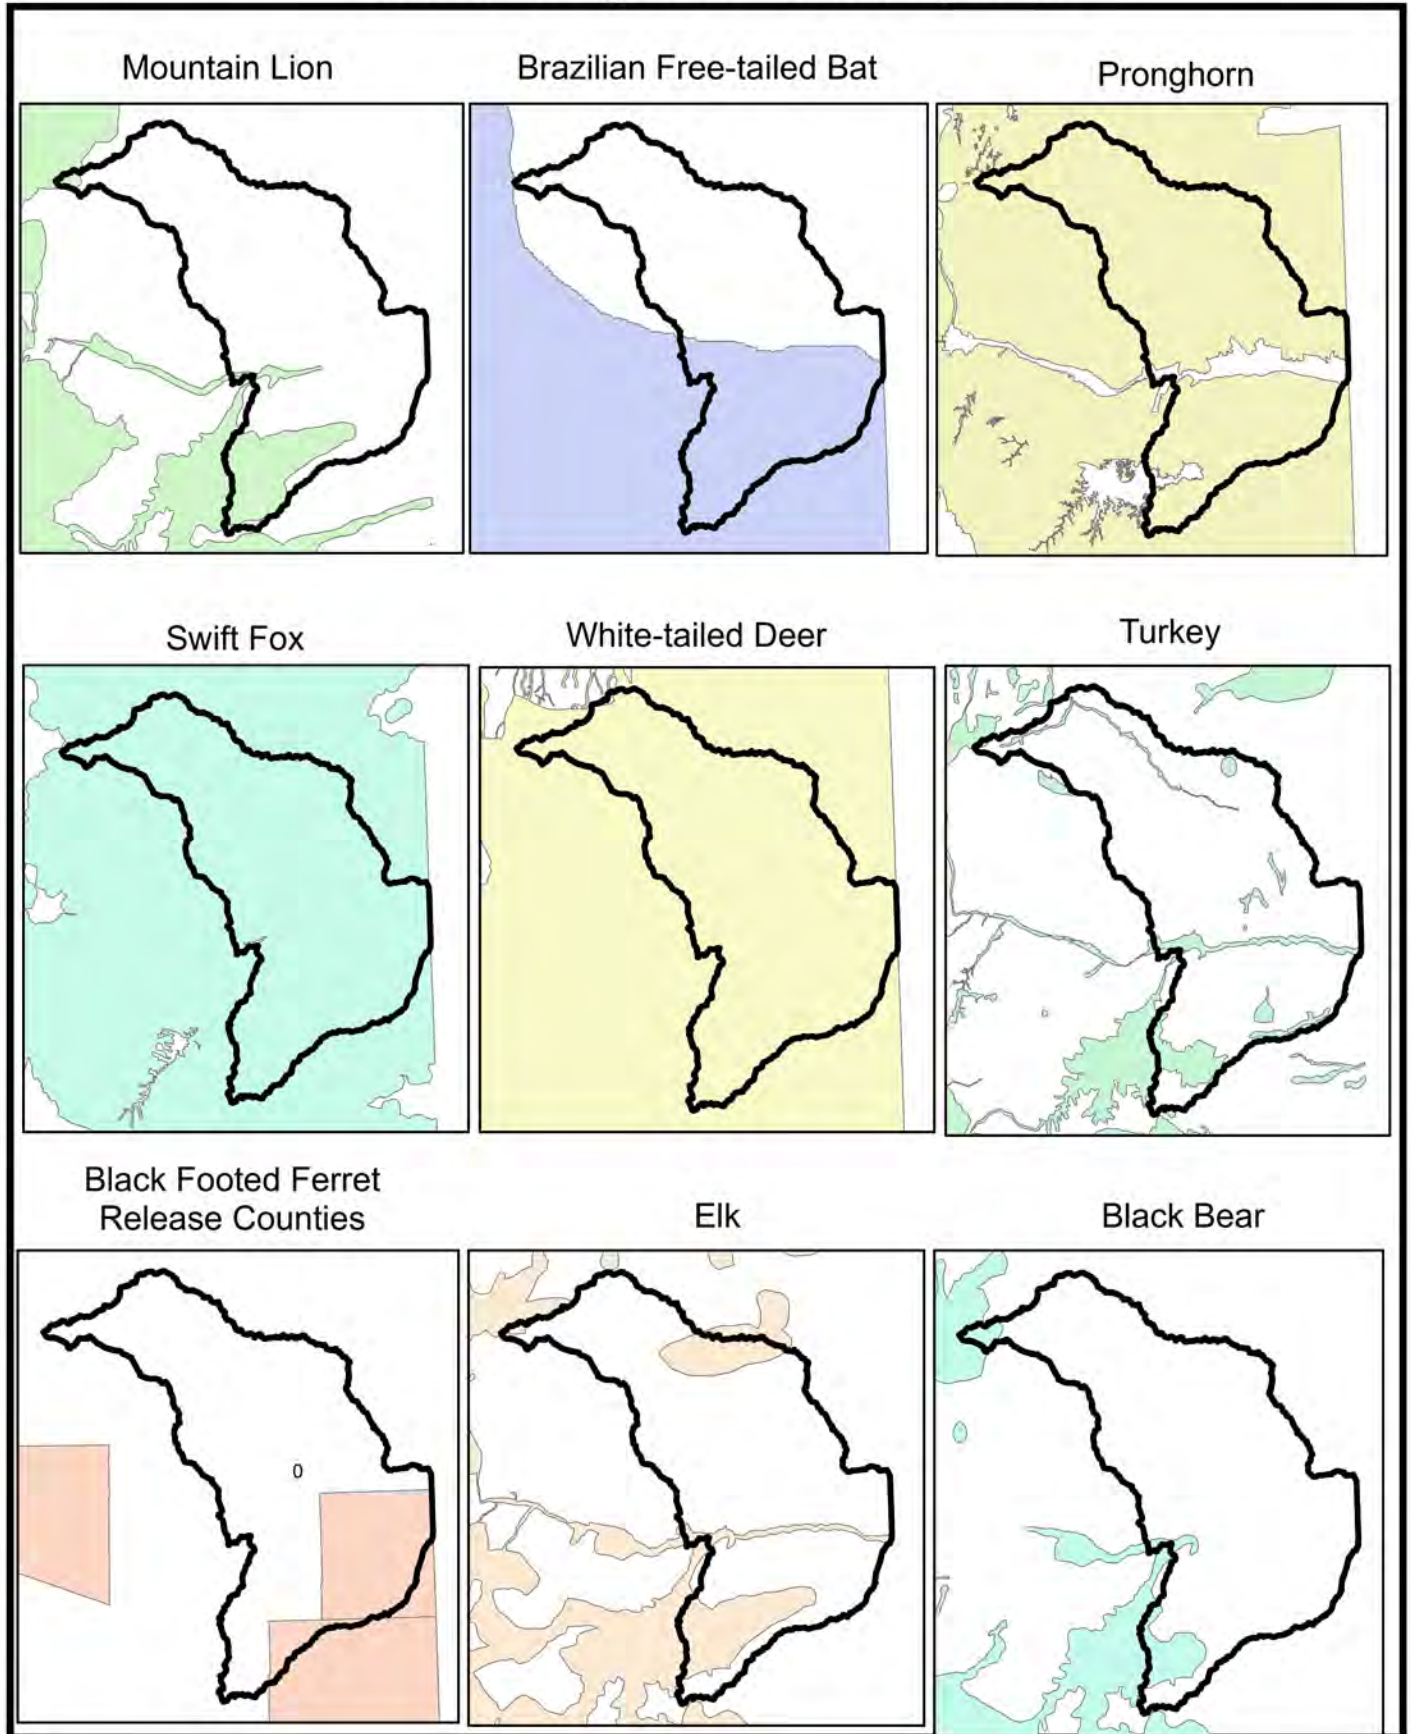 Mountain Lion
Brazilian Free-tailed Bat
Pronghorn
Swift Fox
White-tailed Deer
Turkey
Black Footed Ferret
Release Counties
Elk
Black Bear
0